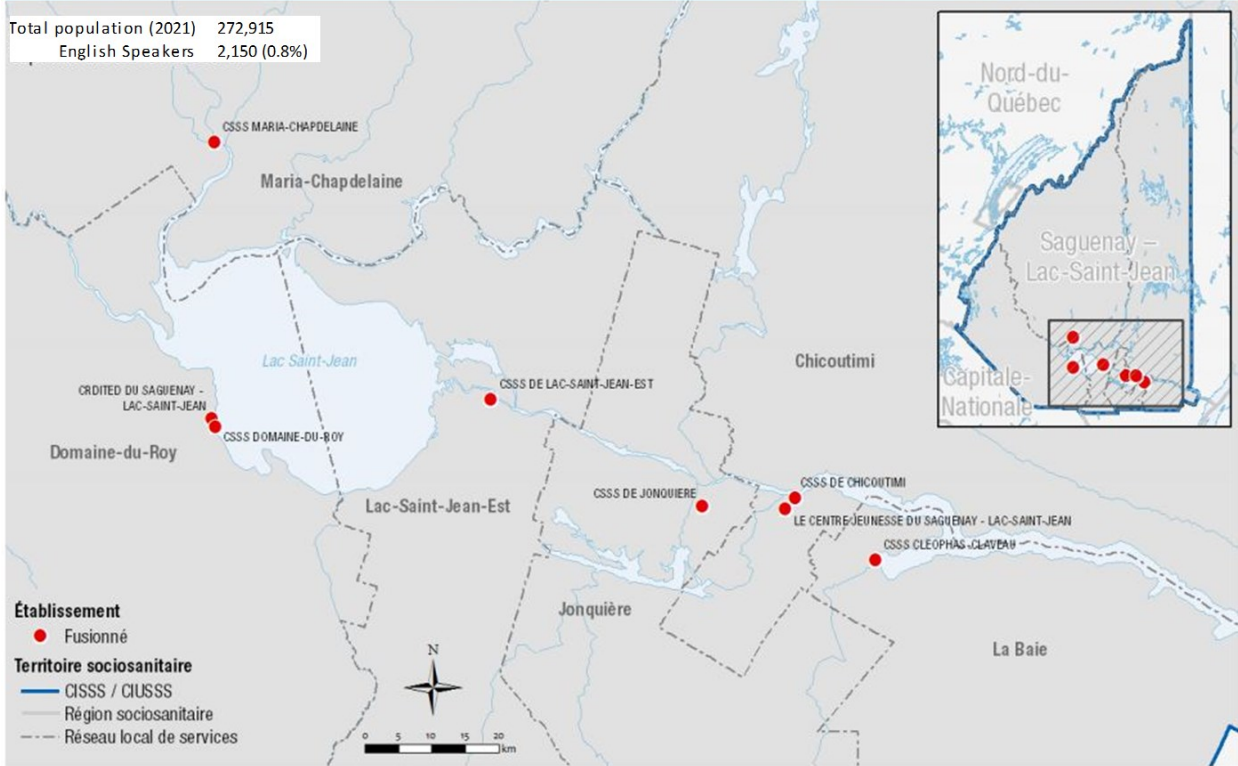 Total population (2021) 272,915
English Speakers 2,150 (0.8%)
CSSS MARIA-CHAPDELAINE
Maria-Chapdelaine
Nord-du-
Québec
Saguenay –
Lac-Saint-Jean
Capitale-
Nationale
Lac Saint-Jean
Chicoutimi
CSSS DE LAC-SAINT-JEAN-EST
CRDITED DU SAGUENAY -
LAC-SAINT-JEAN
CSSS DOMAINE-DU-ROY
Domaine-du-Roy
Lac-Saint-Jean-Est
CSSS DE JONQUIERE
CSSS DE CHICOUTIMI
LE CENTRE JEUNESSE DU SAGUENAY - LAC-SAINT-JEAN
CSSS CLEOPHAS-CLAVEAU
Jonquière
La Baie
Établissement
Fusionné
Territoire sociosanitaire
CISSS / CIUSSS
Région sociosanitaire
Réseau local de services
N
0 5 10 15 20
km